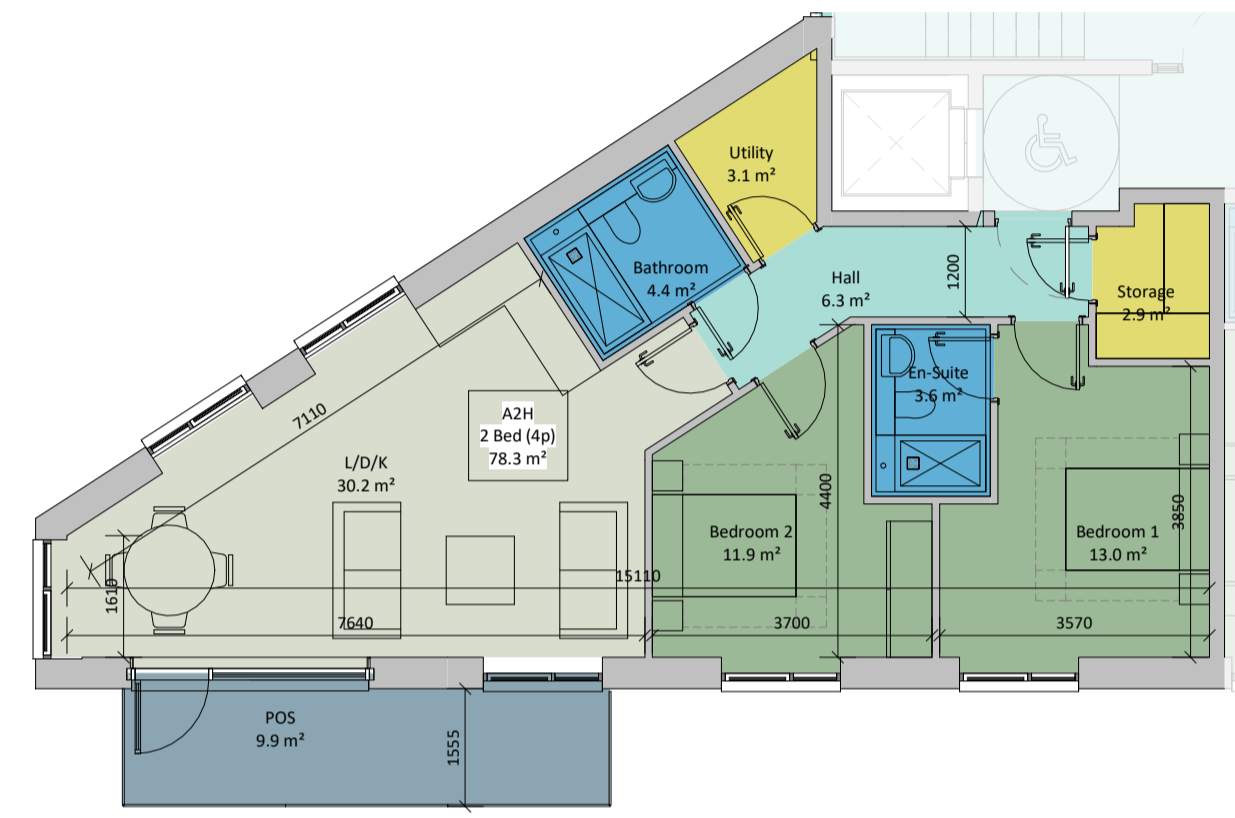 Utility
3.1 m²
Bathroom
4.4 m²
Hall
6.3 m²
1200
Storage
2.9 m²
En-Suite
3.6 m²
7110
A2H
2 Bed (4p)
78.3 m²
L/D/K
30.2 m²
4400
3850
Bedroom 2
11.9 m²
Bedroom 1
13.0 m²
15110
1610
7640
3700
3570
POS
9.9 m²
1555